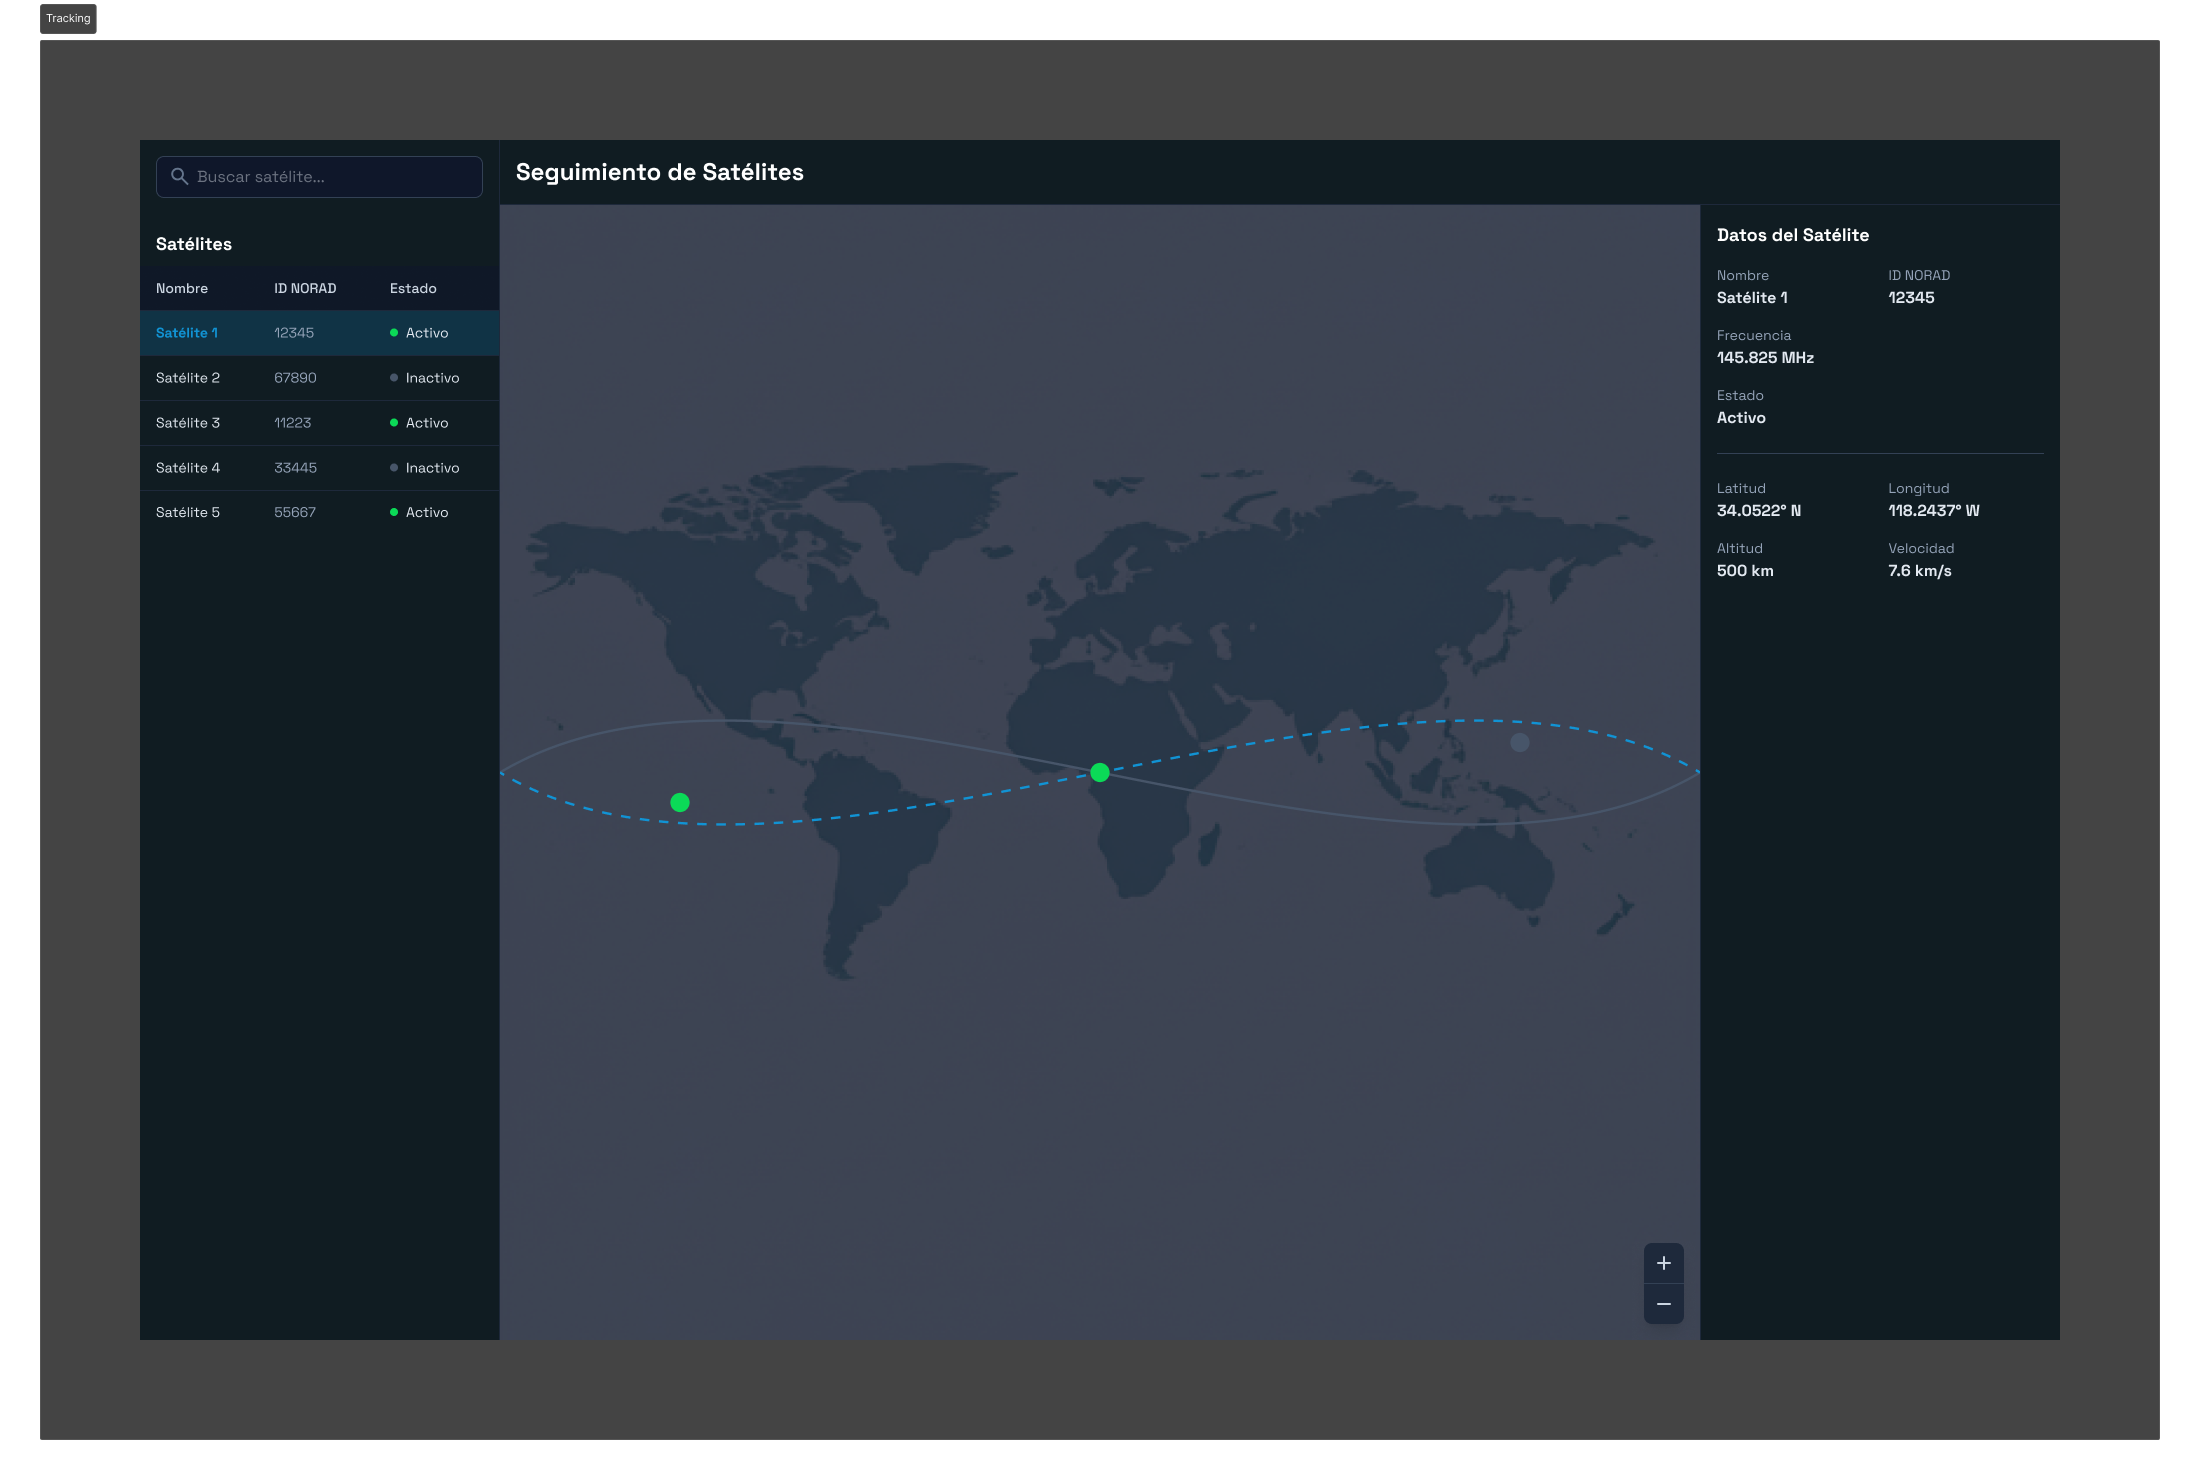 Tracking
Buscar satélite...
Seguimiento de Satélites
Satélites
Nombre ID NORAD Estado
Satélite 1 12345 Activo
Satélite 2 67890 Inactivo
Satélite 3 11223 Activo
Satélite 4 33445 Inactivo
Satélite 5 55667 Activo
Datos del Satélite
Nombre ID NORAD
Satélite 1 12345
Frecuencia
145.825 MHz
Estado
Activo
Latitud Longitud
34.0522° N 118.2437° W
Altitud Velocidad
500 km 7.6 km/s